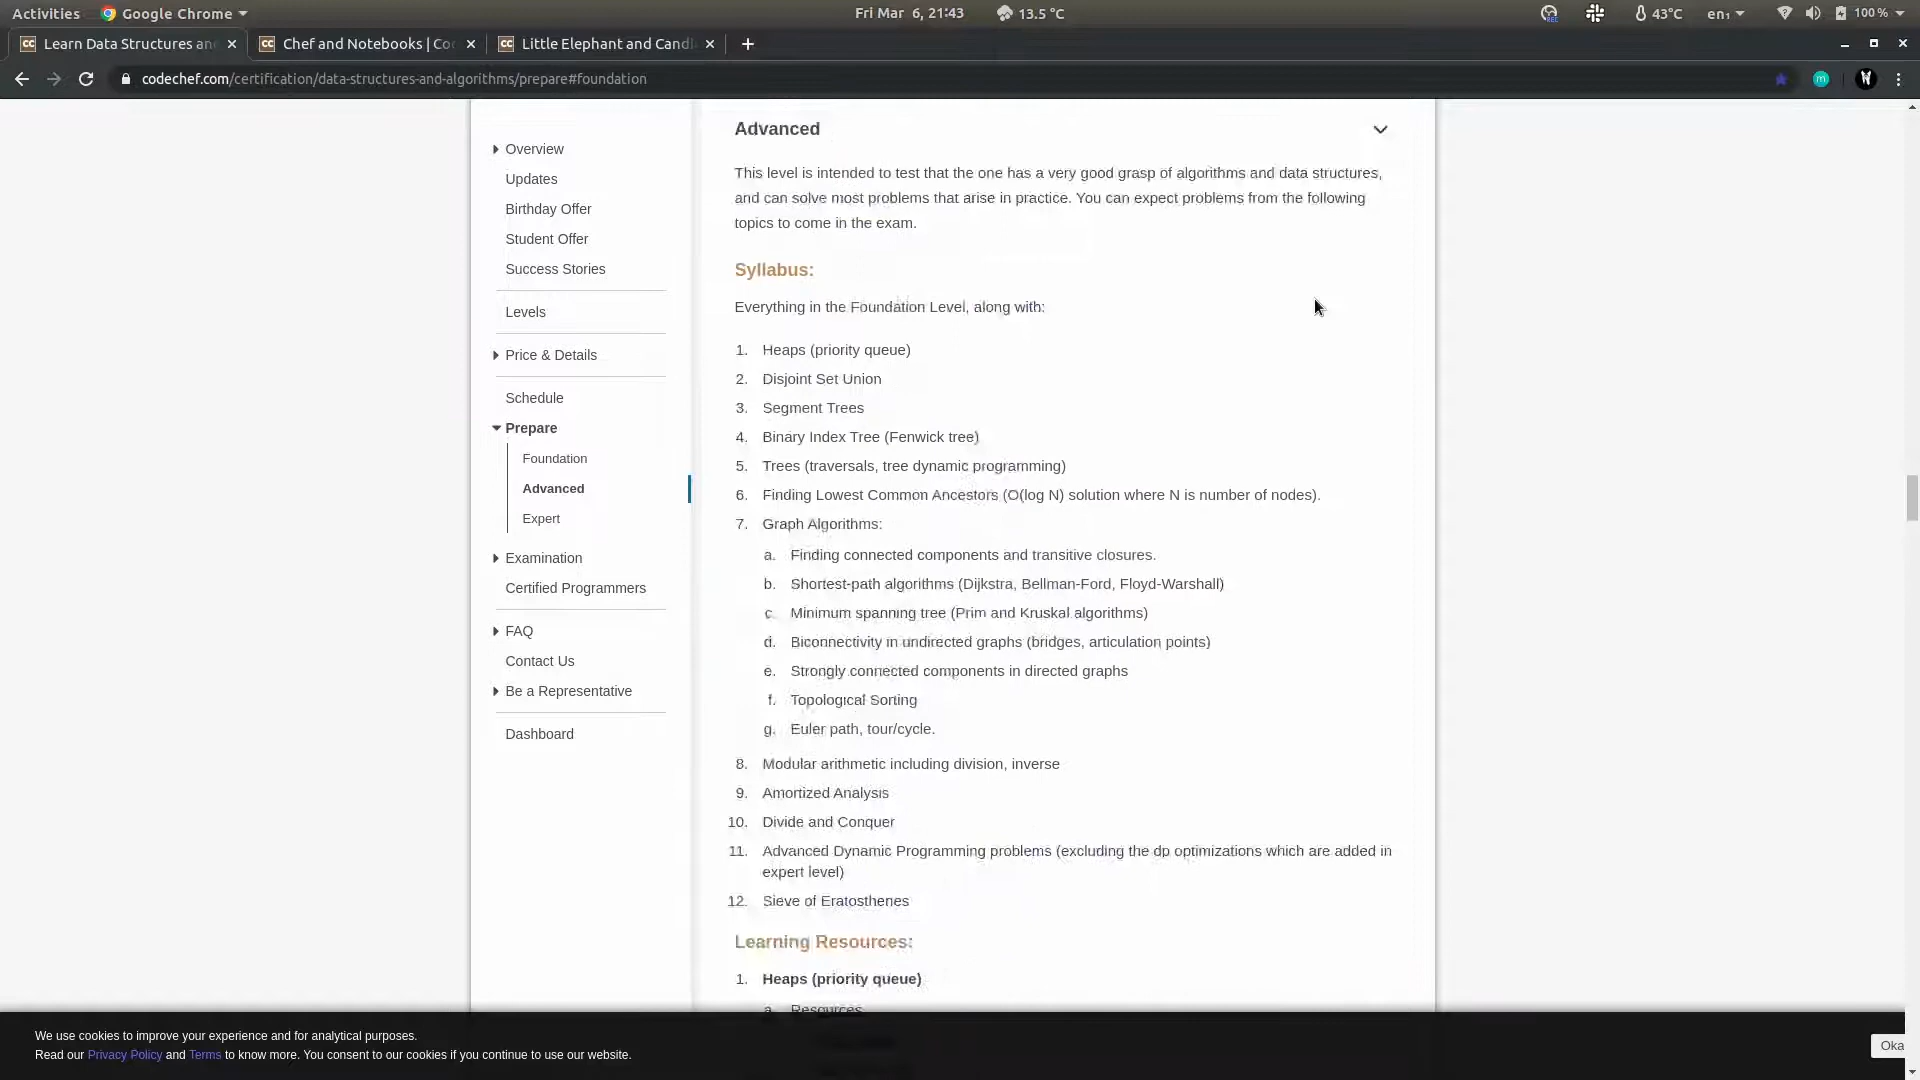 Activities
Google Chrome
Fri Mar 6, 21:43
13.5 °C
43°C
en₁
100 %
Learn Data Structures an
Chef and Notebooks | Co
Little Elephant and Candi
codechef.com/certification/data-structures-and-algorithms/prepare#foundation
Overview
Updates
Birthday Offer
Student Offer
Success Stories
Levels
Price & Details
Schedule
Prepare
Foundation
Advanced
Expert
Examination
Certified Programmers
FAQ
Contact Us
Be a Representative
Dashboard
Advanced
This level is intended to test that the one has a very good grasp of algorithms and data structures,
and can solve most problems that arise in practice. You can expect problems from the following
topics to come in the exam.
Syllabus:
Everything in the Foundation Level, along with:
1. Heaps (priority queue)
2. Disjoint Set Union
3. Segment Trees
4. Binary Index Tree (Fenwick tree)
5. Trees (traversals, tree dynamic programming)
6. Finding Lowest Common Ancestors (O(log N) solution where N is number of nodes).
7. Graph Algorithms:
a. Finding connected components and transitive closures.
b. Shortest-path algorithms (Dijkstra, Bellman-Ford, Floyd-Warshall)
c. Minimum spanning tree (Prim and Kruskal algorithms)
d. Biconnectivity in undirected graphs (bridges, articulation points)
e. Strongly connected components in directed graphs
f. Topological Sorting
g. Euler path, tour/cycle.
8. Modular arithmetic including division, inverse
9. Amortized Analysis
10. Divide and Conquer
11. Advanced Dynamic Programming problems (excluding the dp optimizations which are added in
expert level)
12. Sieve of Eratosthenes
Learning Resources:
1. Heaps (priority queue)
a. Resources
We use cookies to improve your experience and for analytical purposes.
Read our Privacy Policy and Terms to know more. You consent to our cookies if you continue to use our website.
Oka